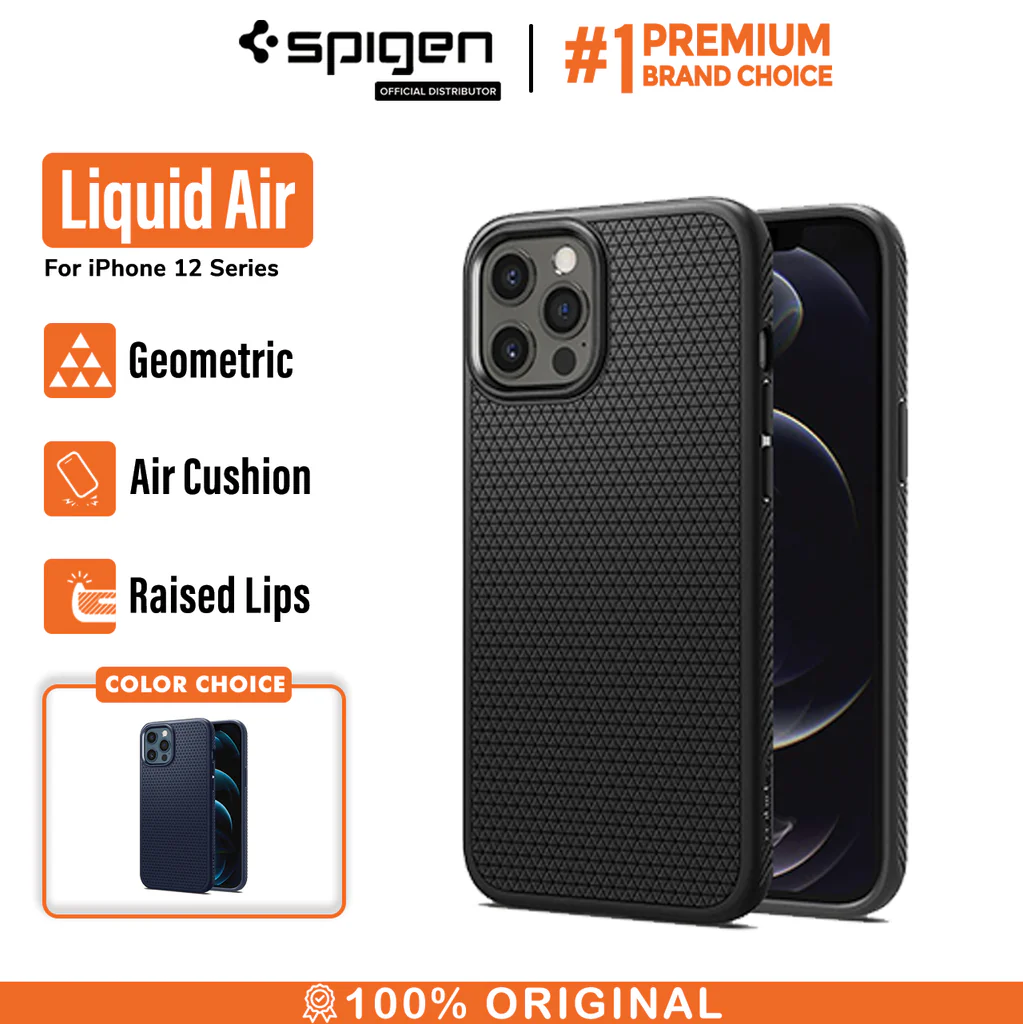 spigen
OFFICIAL DISTRIBUTOR
#1 PREMIUM
BRAND CHOICE
Liquid Air
For iPhone 12 Series
Geometric
Air Cushion
Raised Lips
COLOR CHOICE
100% ORIGINAL